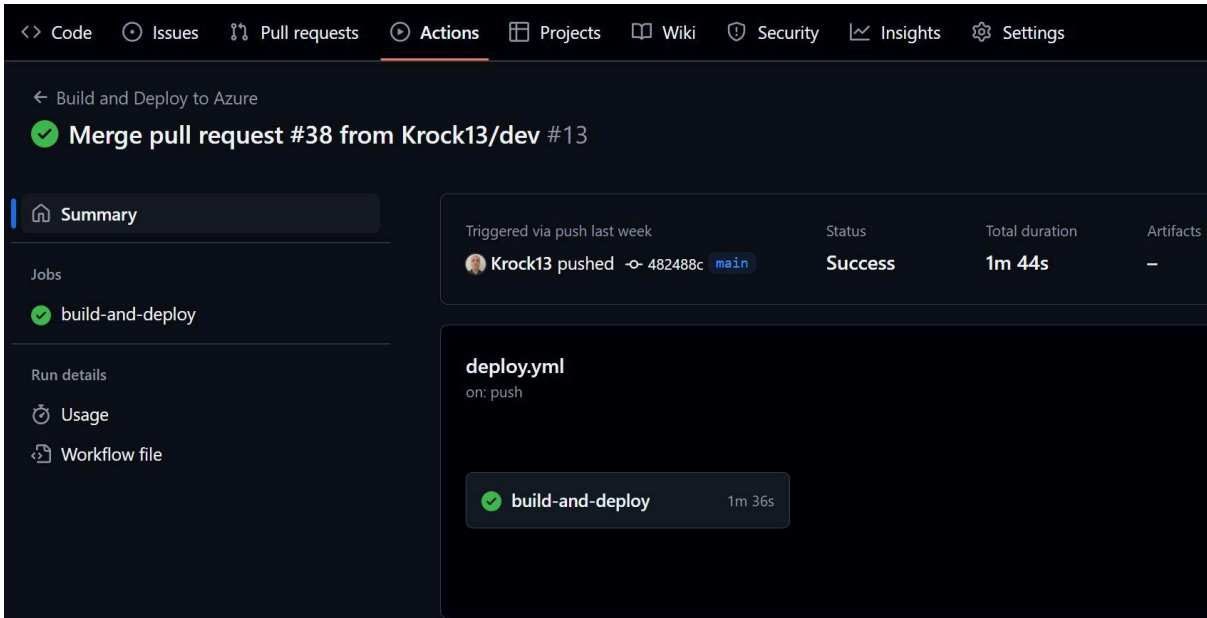 Code Issues Pull requests Actions Projects Wiki Security Insights Settings
Build and Deploy to Azure
Merge pull request #38 from Krock13/dev #13
Summary
Jobs
build-and-deploy
Run details
Usage
Workflow file
Triggered via push last week
Krock13 pushed 482488c main
Status
Success
Total duration
1m 44s
Artifacts
–
deploy.yml
on: push
build-and-deploy 1m 36s